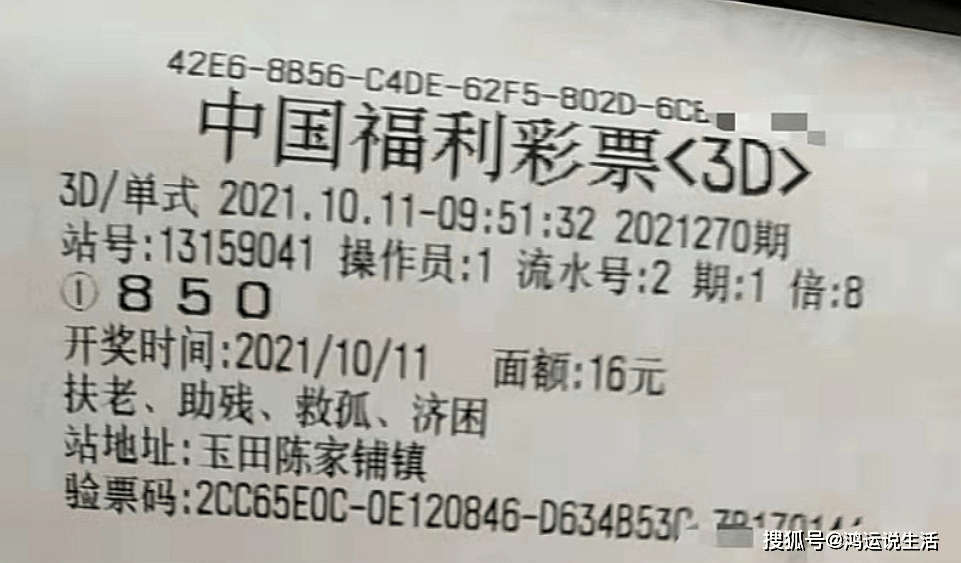 42E6-8B56-C4DE-62F5-802D-6CE
中国福利彩票<3D>
3D/单式 2021.10.11-09:51:32 2021270期
站号:13159041 操作员:1 流水号:2 期:1 倍:8
① 8 5 0
开奖时间:2021/10/11 面额:16元
扶老、助残、救孤、济困
站地址:玉田陈家铺镇
验票码:2CC65E0C-0E120846-D634B53C-
搜狐号@鸿运说生活